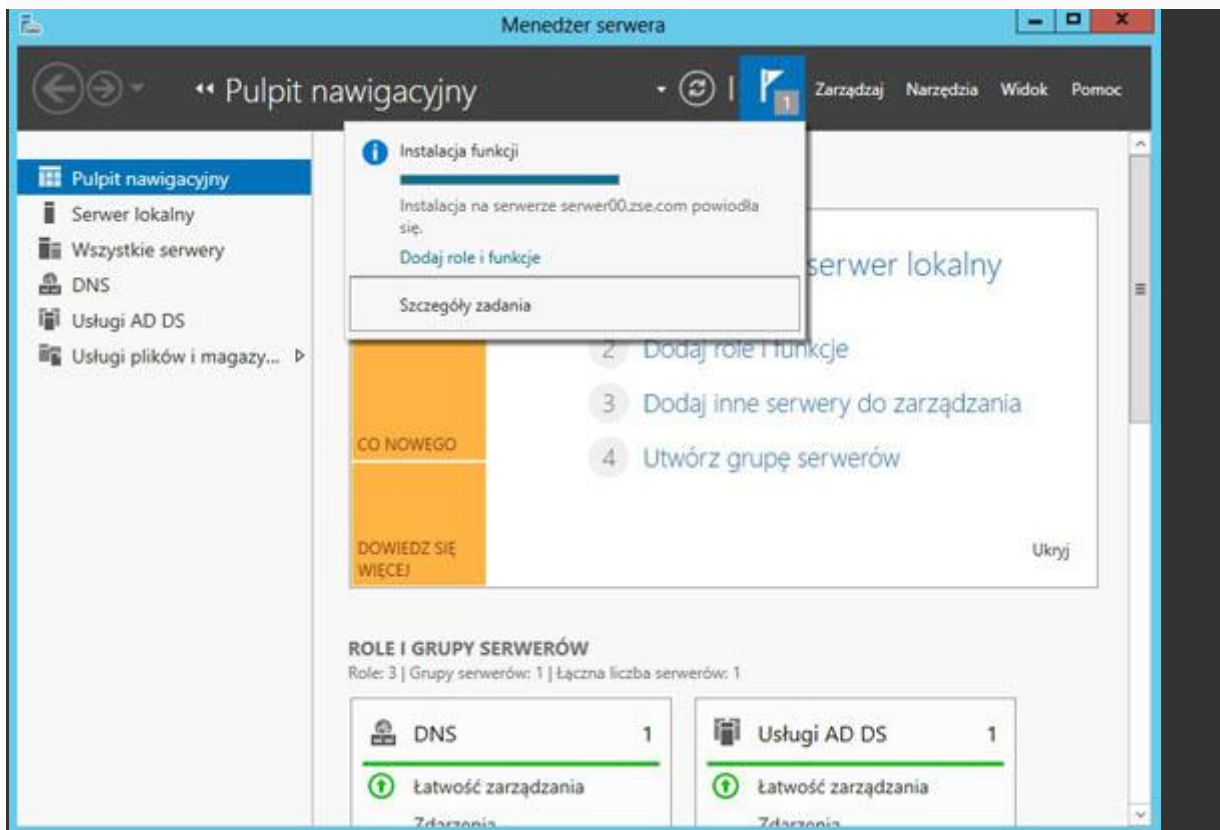 Menedżer serwera
Pulpit nawigacyjny
1
Zarządzaj Narzędzia Widok Pomoc
Pulpit nawigacyjny
Serwer lokalny
Wszystkie serwery
DNS
Usługi AD DS
Usługi plików i magazy...
Instalacja funkcji
Instalacja na serwerze serwer00.zse.com powiodła
się.
Dodaj role i funkcje
Szczegóły zadania
serwer lokalny
2 Dodaj role i funkcje
3 Dodaj inne serwery do zarządzania
4 Utwórz grupę serwerów
CO NOWEGO
DOWIEDZ SIĘ
WIĘCEJ
Ukryj
ROLE I GRUPY SERWERÓW
Role: 3 | Grupy serwerów: 1 | Łączna liczba serwerów: 1
DNS 1
Łatwość zarządzania
Zdarzenia
Usługi AD DS 1
Łatwość zarządzania
Zdarzenia